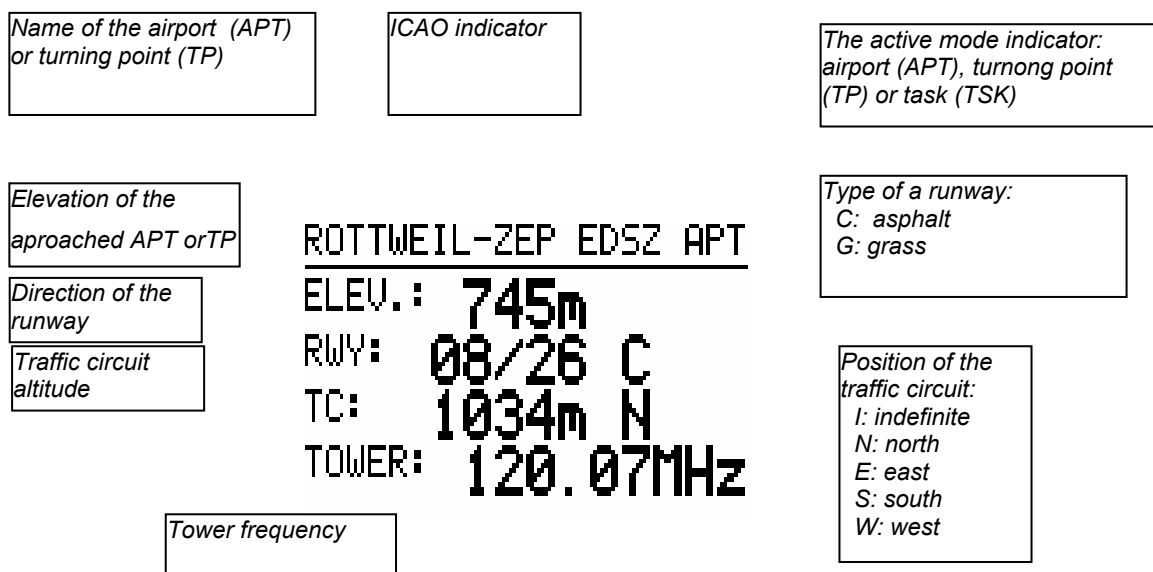 Name of the airport (APT)
or turning point (TP)
ICAO indicator
The active mode indicator:
airport (APT), turnong point
(TP) or task (TSK)
Elevation of the
aproached APT orTP
Direction of the
runway
Traffic circuit
altitude
ROTTWEIL-ZEP EDSZ APT
ELEV.: 745m
RWY: 08/26 C
TC: 1034m N
TOWER: 120.07MHz
Type of a runway:
C: asphalt
G: grass
Position of the
traffic circuit:
I: indefinite
N: north
E: east
S: south
W: west
Tower frequency